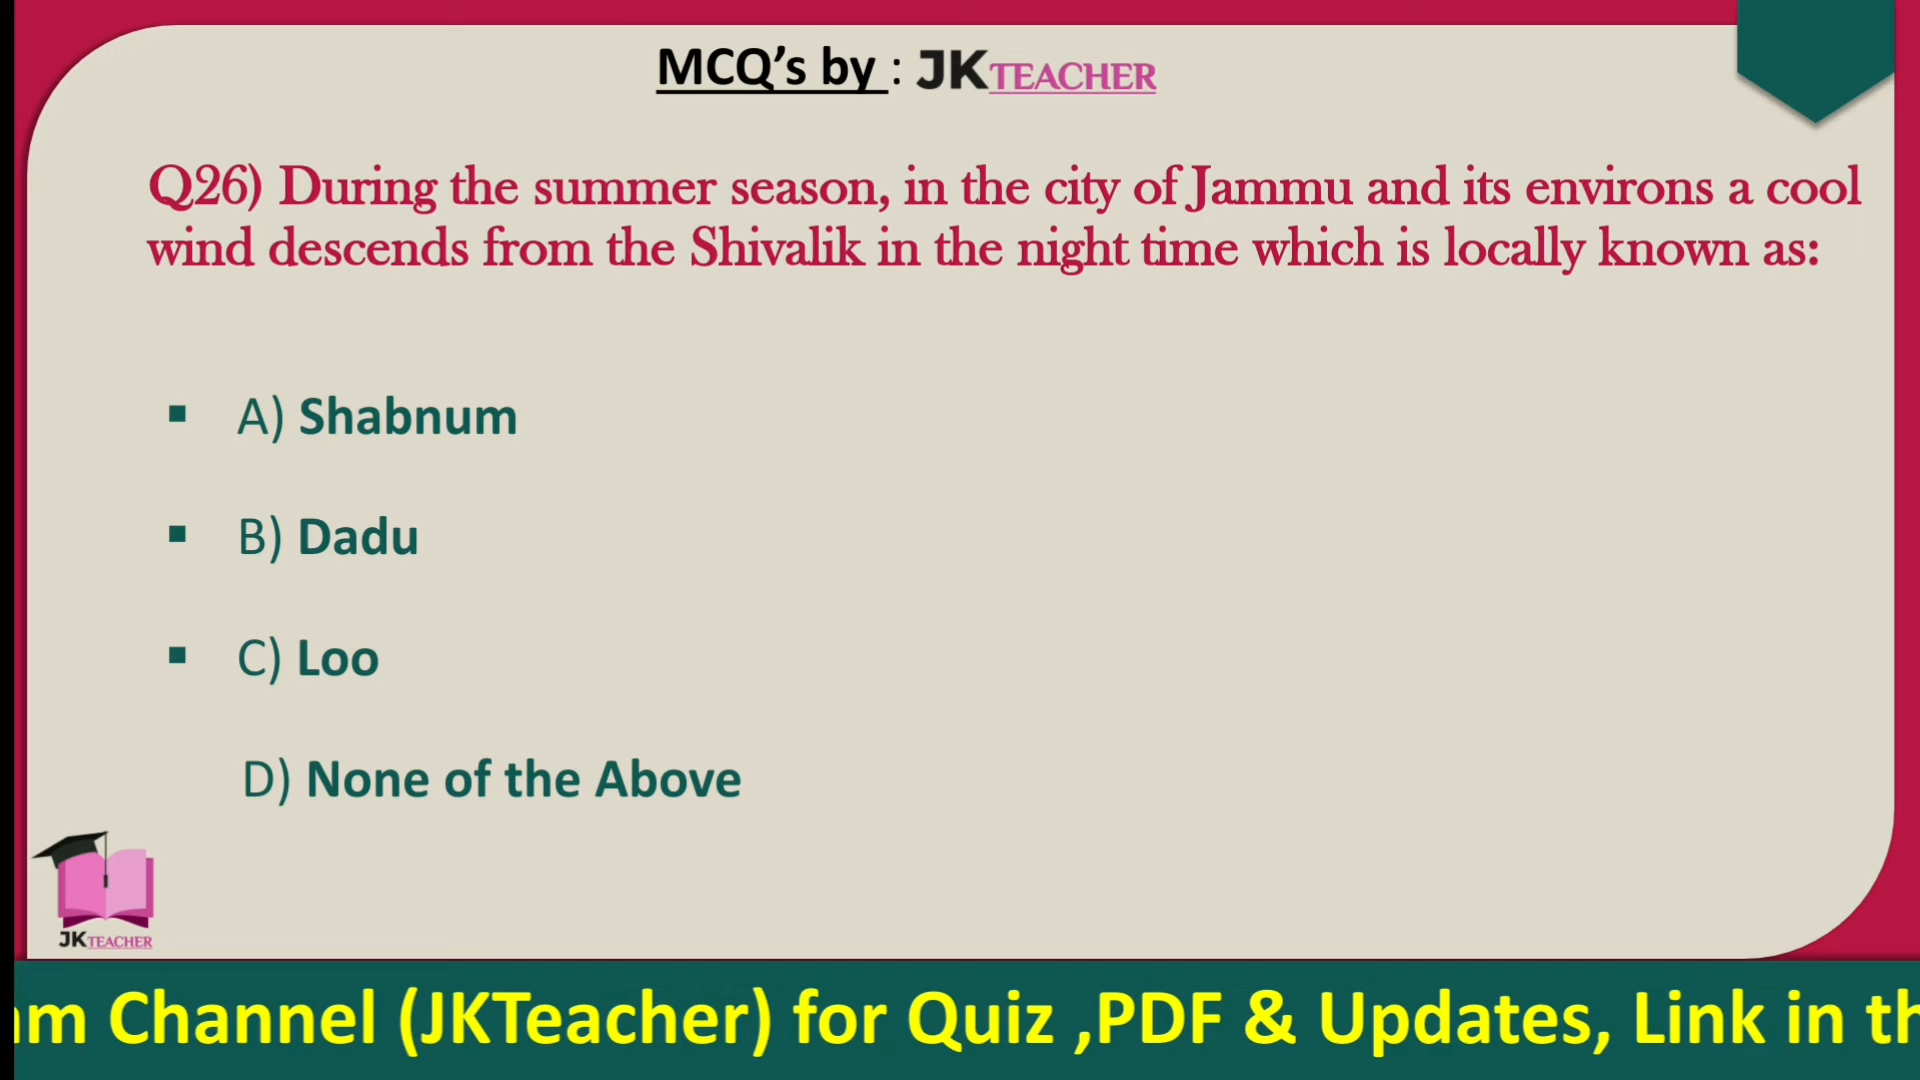 MCQ’s by : JKTEACHER
Q26) During the summer season, in the city of Jammu and its environs a cool
wind descends from the Shivalik in the night time which is locally known as:
▪ A) Shabnum
▪ B) Dadu
▪ C) Loo
D) None of the Above
JKTEACHER
Channel (JKTeacher) for Quiz ,PDF & Updates, Link in